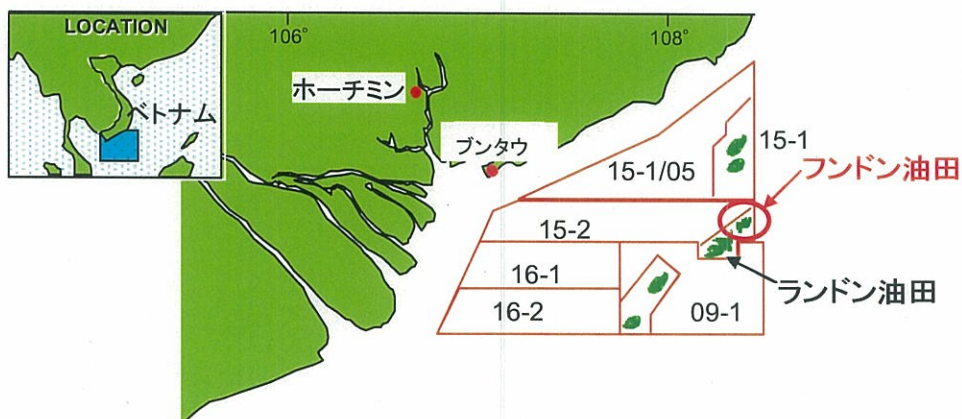 LOCATION
ベトナム
106°
108°
ホーチミン
ブンタウ
15-1/05
15-1
フンドン油田
15-2
ランドン油田
16-1
16-2
09-1